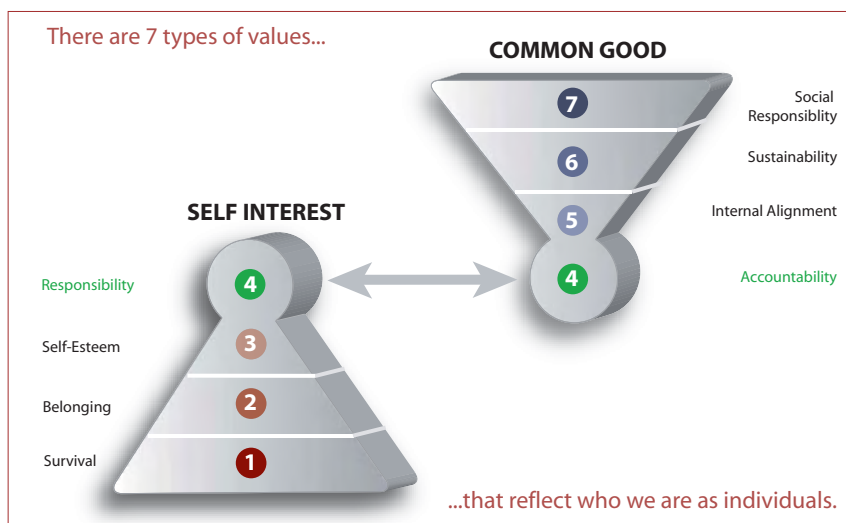 There are 7 types of values...
COMMON GOOD
7
Social
Responsiblity
6
Sustainability
5
Internal Alignment
4
Accountability
SELF INTEREST
Responsibility
4
Self-Esteem
3
Belonging
2
Survival
1
...that reflect who we are as individuals.